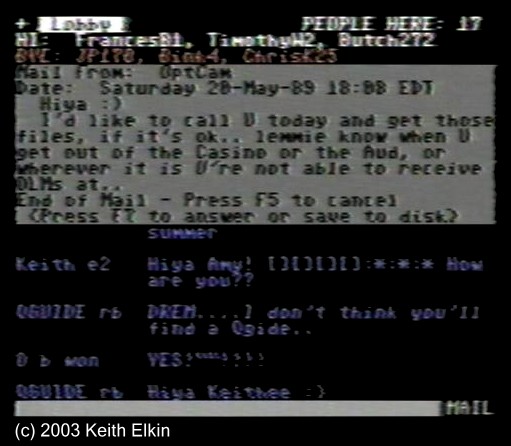 + Lobby PEOPLE HERE: 17
HI: Frances81, TimothyW2, Butch272
BYE: JP178, Bink4, ChrisK25
Mail from: OptCam
Date: Saturday 20-May-89 18:08 EDT
Hiya :)
I'd like to call U today and get those
files, if it's ok.. lemmie know when U
get out of the Casino or the Aud, or
wherever it is U're not able to receive
OLMs at..
End of Mail - Press F5 to cancel
(Press F7 to answer or save to disk)
summer
Keith e2 Hiya Amy! [][][][]:*:*:* How
are you??
QGUIDE rb DREM....I don't think you'll
find a Qgide..
D b won YES!
QGUIDE rb Hiya Keithee :)
MAIL
(c) 2003 Keith Elkin